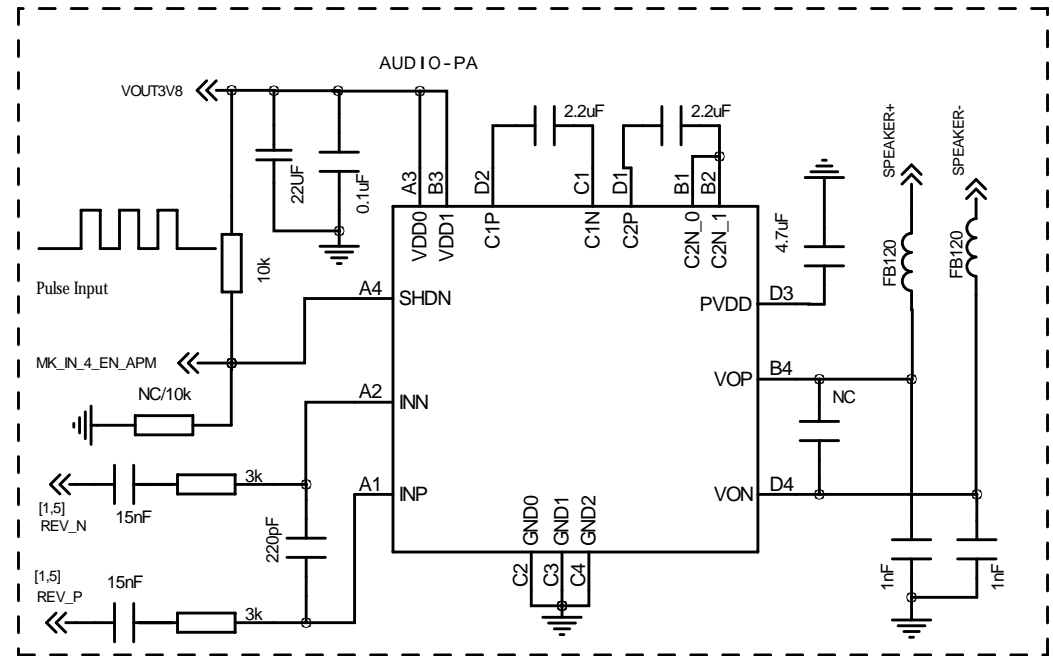 AUDIO-PA
VOUT3V8
2.2uF
2.2uF
SPEAKER+
SPEAKER-
22UF
0.1uF
A3
B3
D2
C1
D1
B1
B2
VDD0
VDD1
C1P
C1N
C2P
C2N_0
C2N_1
4.7uF
FB120
FB120
Pulse Input
10k
A4
SHDN
D3
PVDD
MK_IN_4_EN_APM
NC/10k
A2
INN
B4
VOP
NC
3k
A1
INP
D4
VON
[1,5]
REV_N
15nF
220pF
GND0
GND1
GND2
C2
C3
C4
1nF
1nF
[1,5]
REV_P
15nF
3k